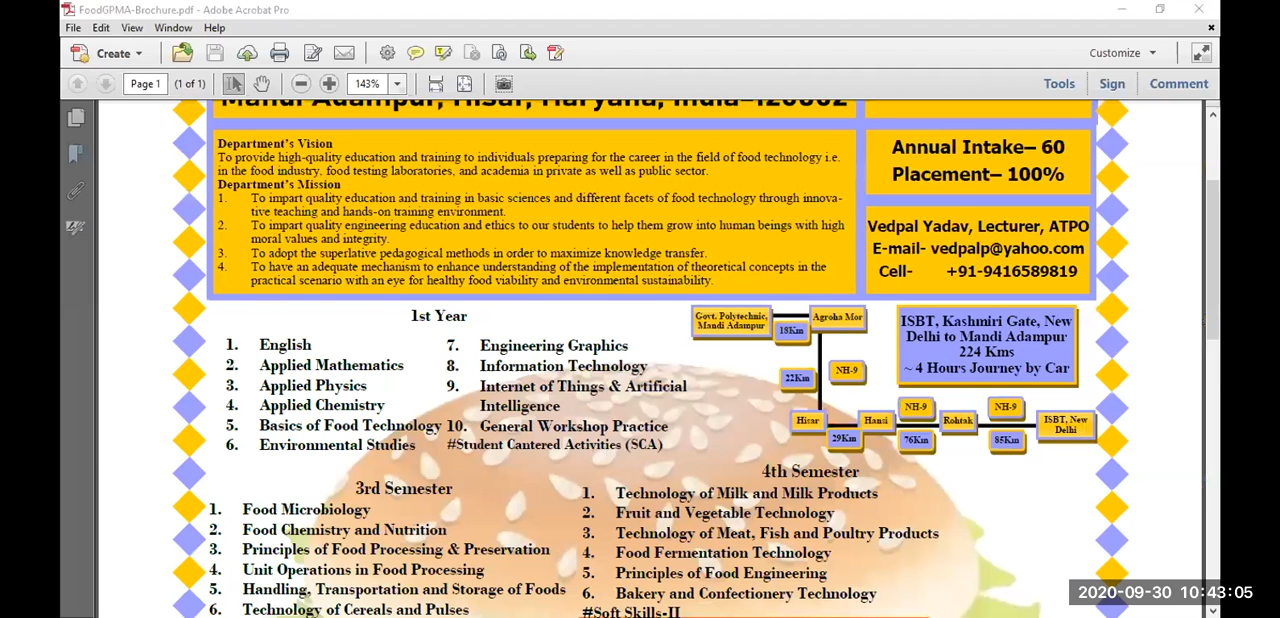 FoodGPMA-Brochure.pdf - Adobe Acrobat Pro
File Edit View Window Help
Create
Customize
Page 1 (1 of 1) 143%
Tools Sign Comment
Mandi Adampur, Hisar, Haryana, India-126002
Department's Vision
To provide high-quality education and training to individuals preparing for the career in the field of food technology i.e.
in the food industry, food testing laboratories, and academia in private as well as public sector.
Department's Mission
1. To impart quality education and training in basic sciences and different facets of food technology through innova-
tive teaching and hands-on training environment.
2. To impart quality engineering education and ethics to our students to help them grow into human beings with high
moral values and integrity.
3. To adopt the superlative pedagogical methods in order to maximize knowledge transfer.
4. To have an adequate mechanism to enhance understanding of the implementation of theoretical concepts in the
practical scenario with an eye for healthy food viability and environmental sustainability.
Annual Intake– 60
Placement– 100%
Vedpal Yadav, Lecturer, ATPO
E-mail- vedpalp@yahoo.com
Cell- +91-9416589819
1st Year
1. English
2. Applied Mathematics
3. Applied Physics
4. Applied Chemistry
5. Basics of Food Technology
6. Environmental Studies
7. Engineering Graphics
8. Information Technology
9. Internet of Things & Artificial
Intelligence
10. General Workshop Practice
#Student Cantered Activities (SCA)
Govt. Polytechnic,
Mandi Adampur
18Km
Agroha Mor
22Km
NH-9
Hisar
29Km
Hansi
NH-9
76Km
Rohtak
NH-9
85Km
ISBT, New
Delhi
ISBT, Kashmiri Gate, New
Delhi to Mandi Adampur
224 Kms
~ 4 Hours Journey by Car
3rd Semester
1. Food Microbiology
2. Food Chemistry and Nutrition
3. Principles of Food Processing & Preservation
4. Unit Operations in Food Processing
5. Handling, Transportation and Storage of Foods
6. Technology of Cereals and Pulses
4th Semester
1. Technology of Milk and Milk Products
2. Fruit and Vegetable Technology
3. Technology of Meat, Fish and Poultry Products
4. Food Fermentation Technology
5. Principles of Food Engineering
6. Bakery and Confectionery Technology
#Soft Skills-II
2020-09-30 10:43:05